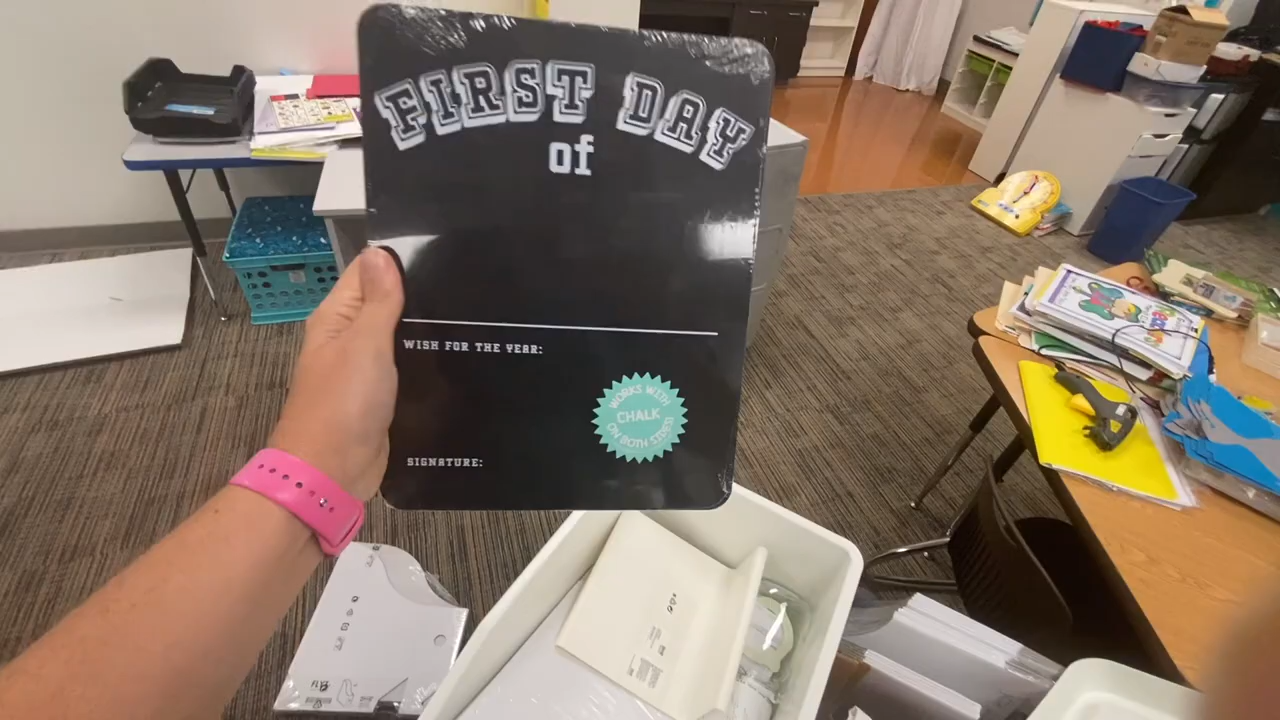 FIRST DAY
of
WISH FOR THE YEAR:
WORKS WITH
CHALK
ON BOTH SIDES!
SIGNATURE: